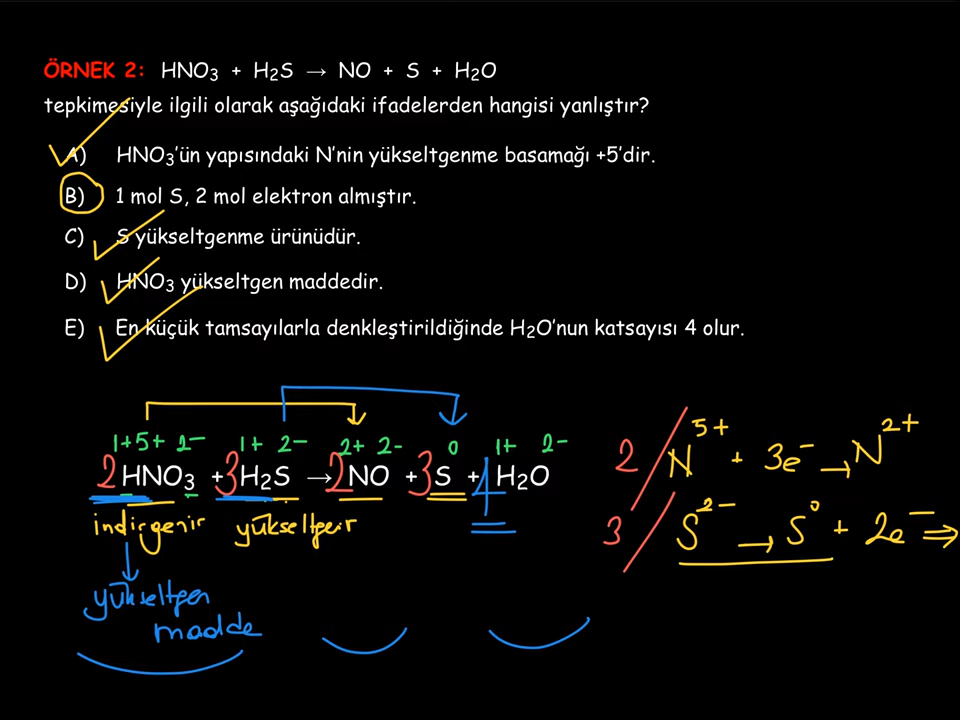 ÖRNEK 2: HNO₃ + H₂S → NO + S + H₂O
tepkimesiyle ilgili olarak aşağıdaki ifadelerden hangisi yanlıştır?
A) HNO₃'ün yapısındaki N'nin yükseltgenme basamağı +5'dir.
B) 1 mol S, 2 mol elektron almıştır.
C) S yükseltgenme ürünüdür.
D) HNO₃ yükseltgen maddedir.
E) En küçük tamsayılarla denkleştirildiğinde H₂O'nun katsayısı 4 olur.
1+ 5+ 2- 1+ 2- 2+ 2- 0 1+ 2-
2HNO₃ + 3H₂S → 2NO + 3S + 4H₂O
indirgenir yükseltgenir
yükseltgen
madde
2/ N⁵⁺ + 3e⁻ → N²⁺
3/ S²⁻ → S⁰ + 2e⁻ ⇒